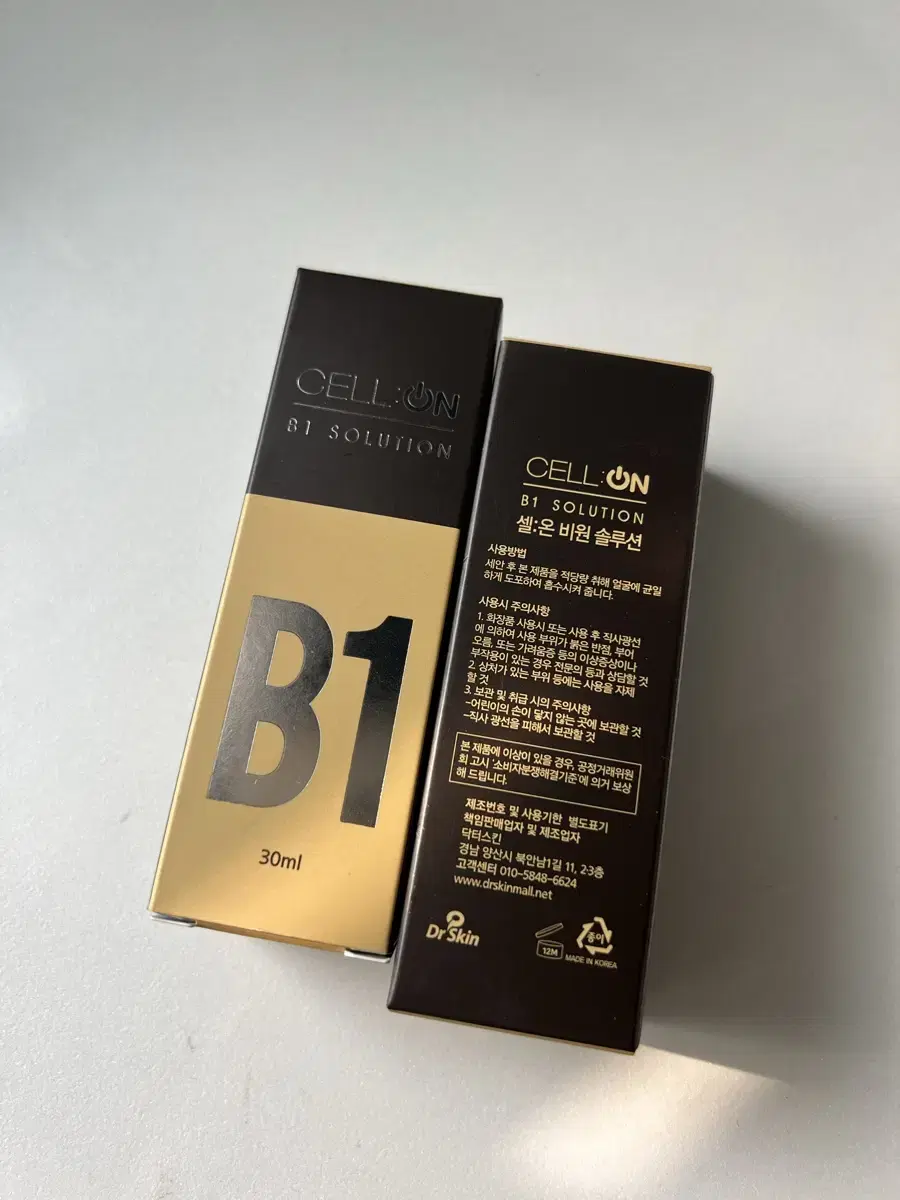 CELL:ON
B1 SOLUTION
B1
30ml
CELL:ON
B1 SOLUTION
셀:온 비원 솔루션
사용방법
세안 후 본 제품을 적당량 취해 얼굴에 균일
하게 도포하여 흡수시켜 줍니다.
사용시 주의사항
1. 화장품 사용시 또는 사용 후 직사광선
에 의하여 사용 부위가 붉은 반점, 부어
오름, 또는 가려움증 등의 이상증상이나
부작용이 있는 경우 전문의 등과 상담할 것
2. 상처가 있는 부위 등에는 사용을 자제
할 것
3. 보관 및 취급 시의 주의사항
-어린이의 손이 닿지 않는 곳에 보관할 것
-직사 광선을 피해서 보관할 것
본 제품에 이상이 있을 경우, 공정거래위원
회 고시 '소비자분쟁해결기준'에 의거 보상
해 드립니다.
제조번호 및 사용기한 별도표기
책임판매업자 및 제조업자
닥터스킨
경남 양산시 북안남1길 11, 2·3층
고객센터 010-5848-6624
www.drskinmall.net
Dr Skin
12M
종이
MADE IN KOREA